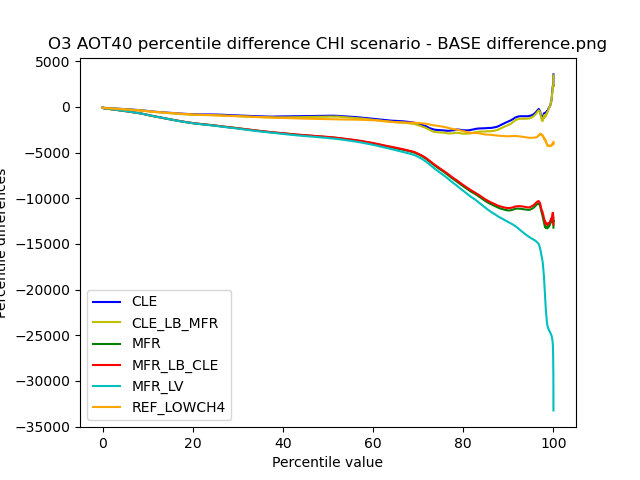 O3 AOT40 percentile difference CHI scenario - BASE difference.png
5000
0
−5000
−10000
−15000
−20000
−25000
−30000
−35000
Percentile differences
CLE
CLE_LB_MFR
MFR
MFR_LB_CLE
MFR_LV
REF_LOWCH4
0 20 40 60 80 100
Percentile value